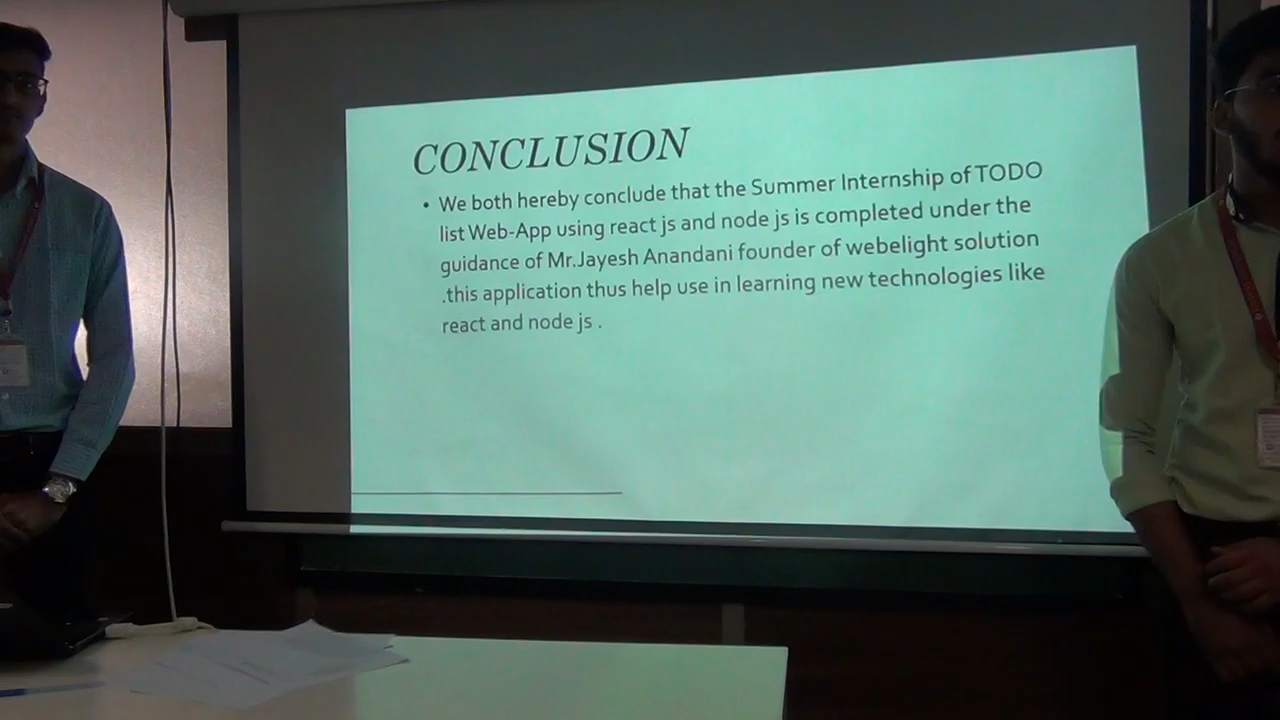 CONCLUSION
• We both hereby conclude that the Summer Internship of TODO
list Web-App using react js and node js is completed under the
guidance of Mr.Jayesh Anandani founder of webelight solution
.this application thus help use in learning new technologies like
react and node js .